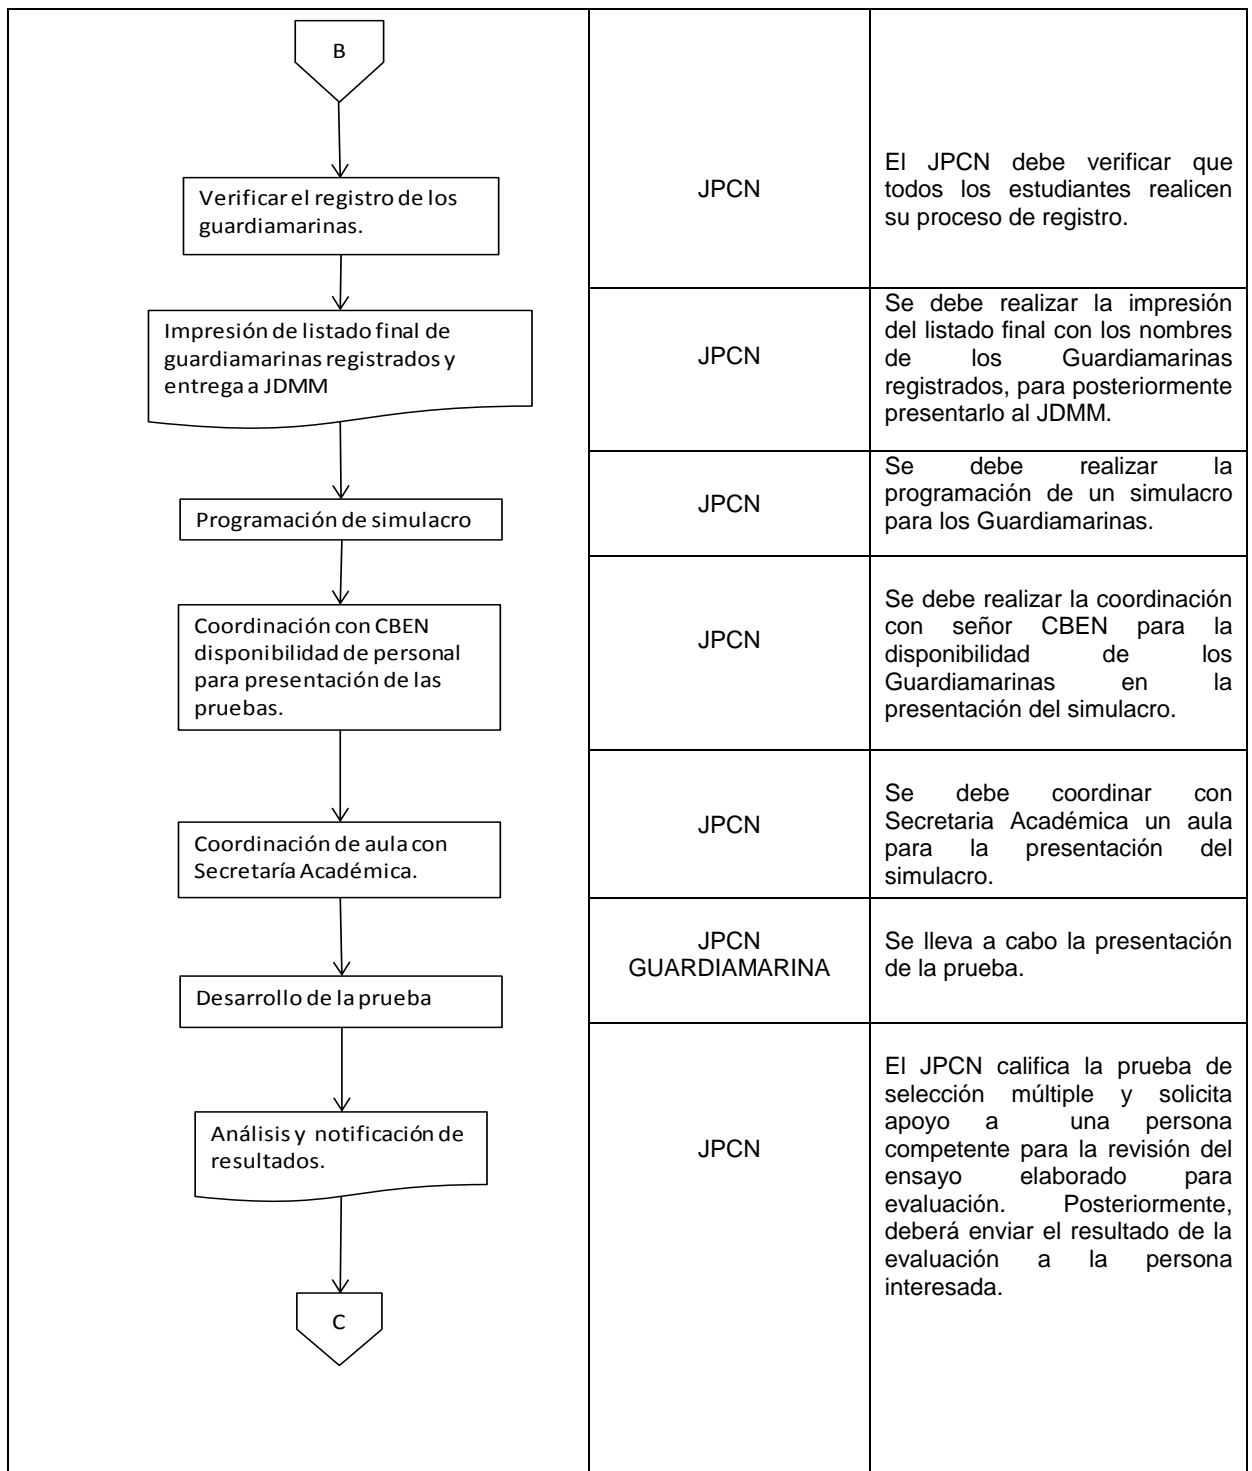 B
Verificar el registro de los
guardiamarinas.
JPCN
El JPCN debe verificar que
todos los estudiantes realicen
su proceso de registro.
Impresión de listado final de
guardiamarinas registrados y
entrega a JDMM
JPCN
Se debe realizar la impresión
del listado final con los nombres
de los Guardiamarinas
registrados, para posteriormente
presentarlo al JDMM.
Programación de simulacro
JPCN
Se debe realizar la
programación de un simulacro
para los Guardiamarinas.
Coordinación con CBEN
disponibilidad de personal
para presentación de las
pruebas.
JPCN
Se debe realizar la coordinación
con señor CBEN para la
disponibilidad de los
Guardiamarinas en la
presentación del simulacro.
Coordinación de aula con
Secretaría Académica.
JPCN
Se debe coordinar con
Secretaria Académica un aula
para la presentación del
simulacro.
Desarrollo de la prueba
JPCN
GUARDIAMARINA
Se lleva a cabo la presentación
de la prueba.
Análisis y notificación de
resultados.
JPCN
El JPCN califica la prueba de
selección múltiple y solicita
apoyo a una persona
competente para la revisión del
ensayo elaborado para
evaluación. Posteriormente,
deberá enviar el resultado de la
evaluación a la persona
interesada.
C